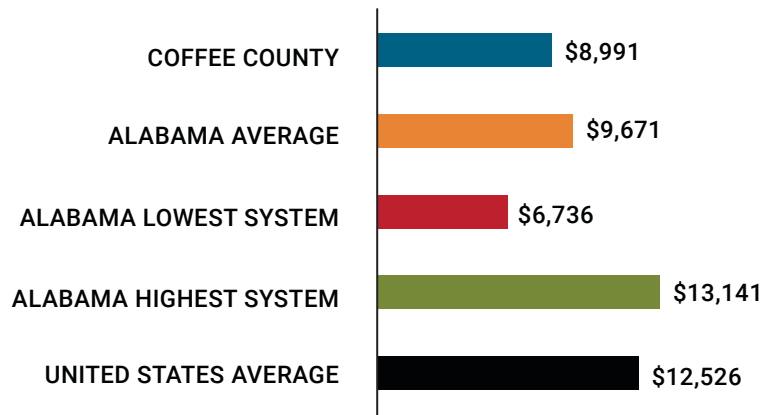 COFFEE COUNTY $8,991
ALABAMA AVERAGE $9,671
ALABAMA LOWEST SYSTEM $6,736
ALABAMA HIGHEST SYSTEM $13,141
UNITED STATES AVERAGE $12,526